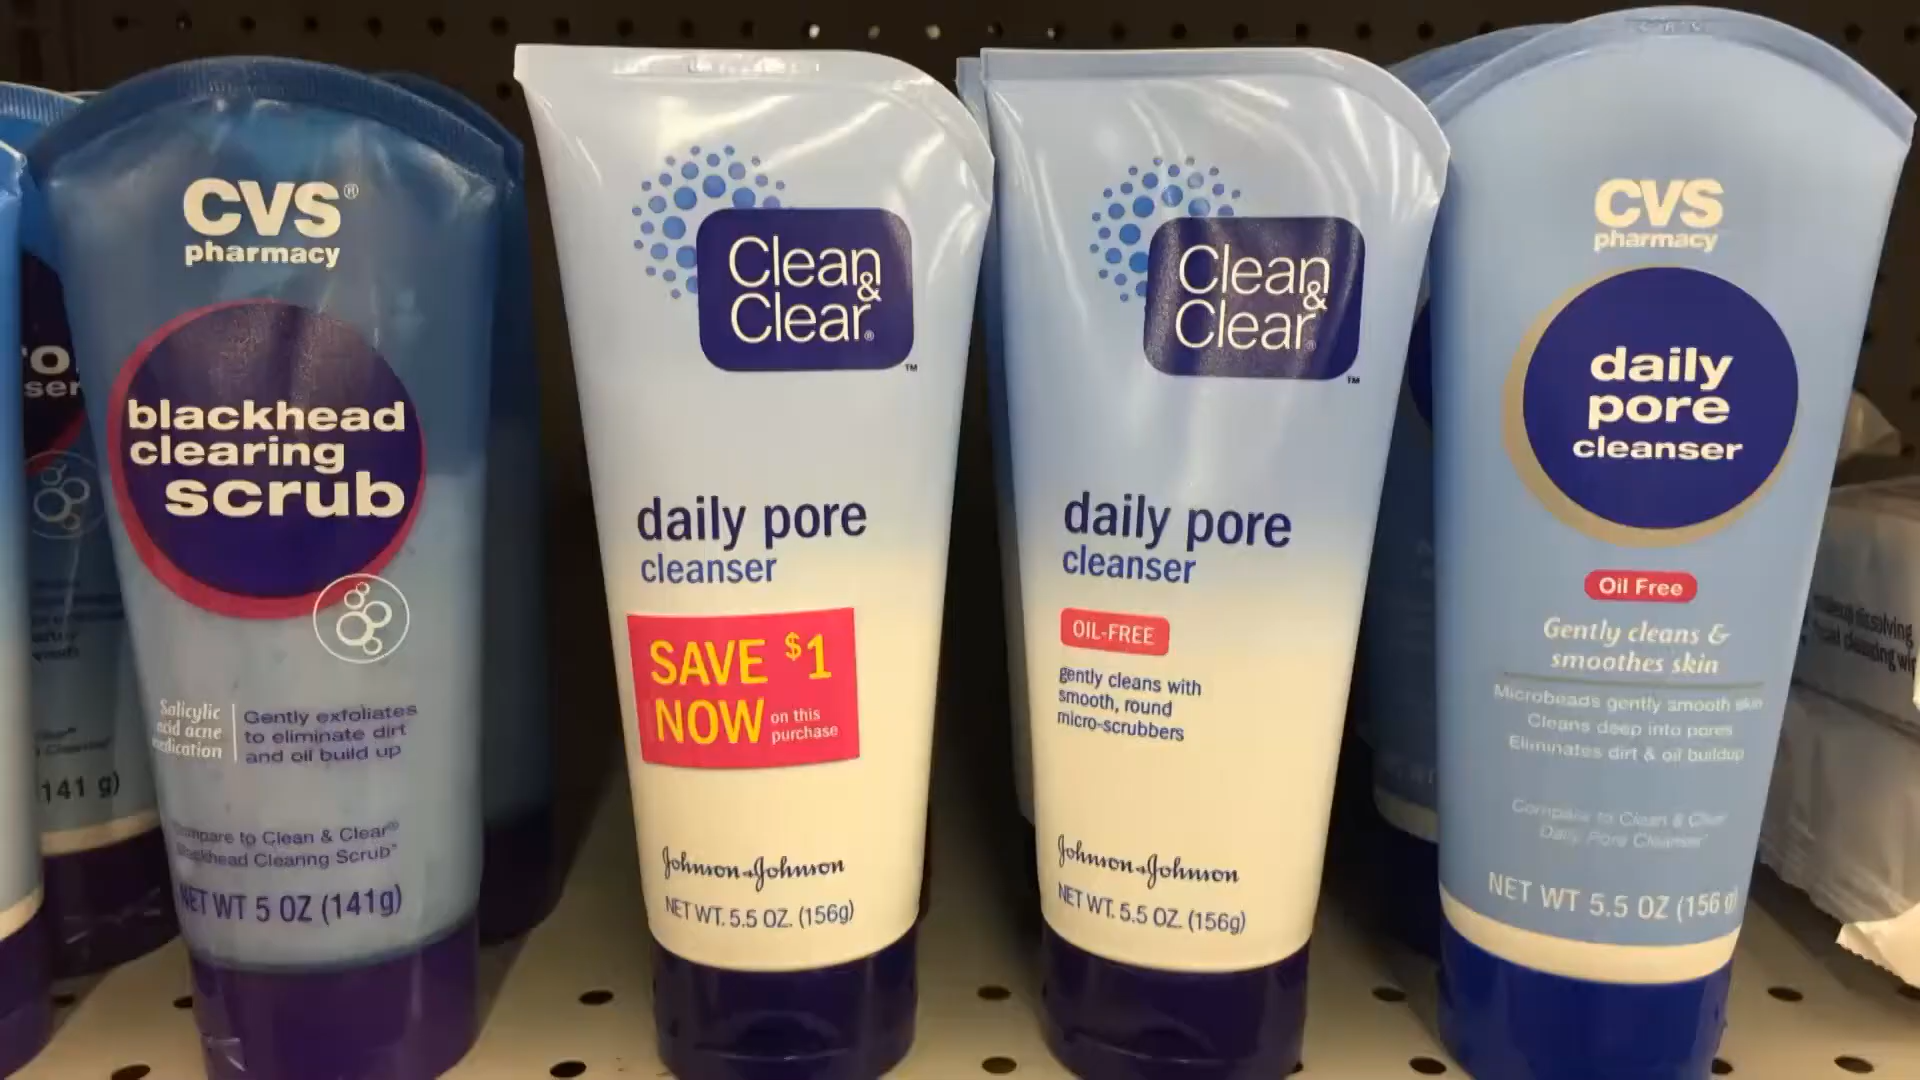 CVS®
pharmacy
blackhead
clearing
scrub
Salicylic
acid acne
Gently exfoliates
to eliminate dirt
and oil build up
to Clean & Clear®
Clearing Scrub*
NET WT 5 OZ (141g)
(141 g)
Clean
&
Clear®
™
daily pore
cleanser
SAVE $1
NOW on this
purchase
Johnson & Johnson
NET WT. 5.5 OZ. (156g)
Clean
&
Clear®
™
daily pore
cleanser
OIL-FREE
gently cleans with
smooth, round
micro-scrubbers
Johnson & Johnson
NET WT. 5.5 OZ. (156g)
CVS
pharmacy
daily
pore
cleanser
Oil Free
Gently cleans &
smoothes skin
Microbeads gently smooth skin
Cleans deep into pores
Eliminates dirt & oil buildup
Compare to Clean & Clear
Daily Pore Cleanser*
NET WT 5.5 OZ (156 g)